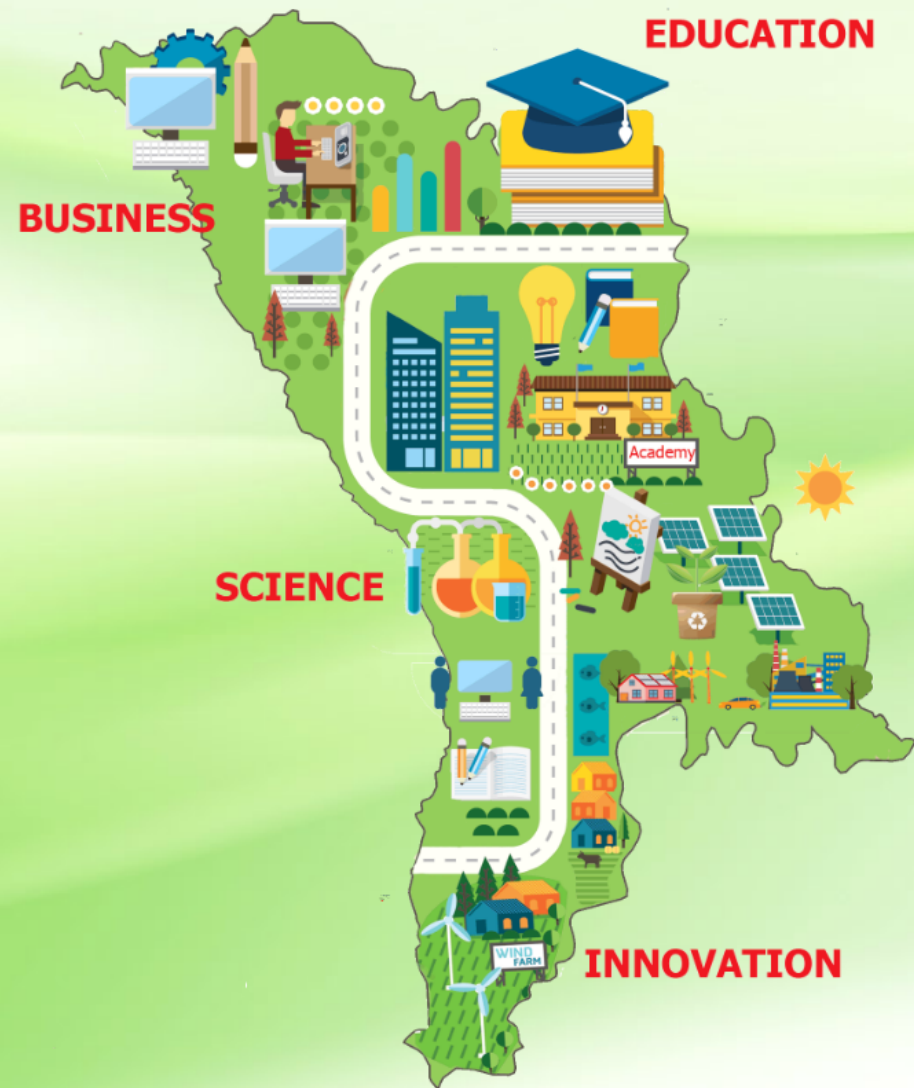 EDUCATION
BUSINESS
Academy
SCIENCE
WIND
FARM
INNOVATION